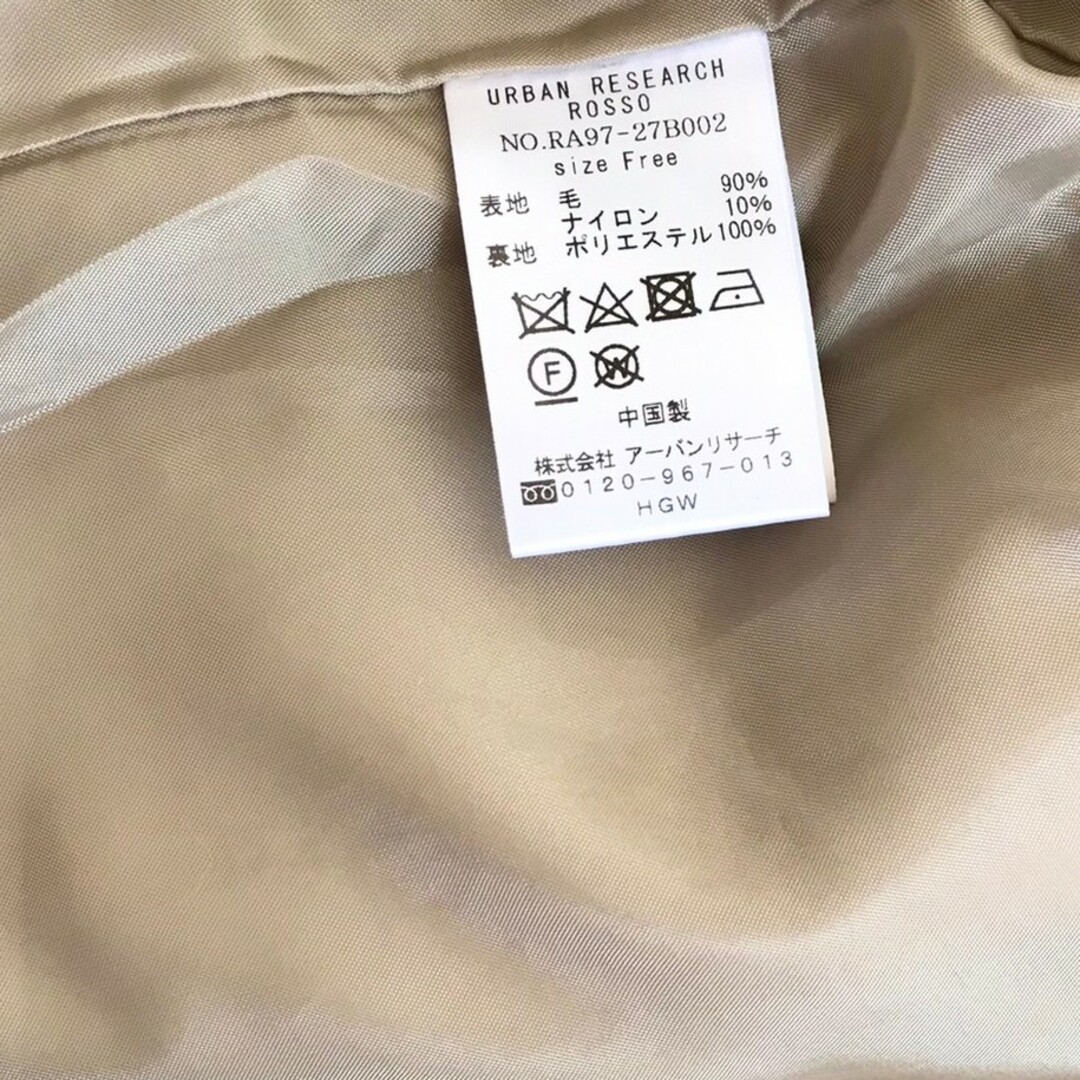 URBAN RESEARCH
ROSSO
NO.RA97-27B002
size Free
表地 毛 90%
ナイロン 10%
裏地 ポリエステル 100%
F
W
中国製
株式会社 アーバンリサーチ
0120-967-013
HGW